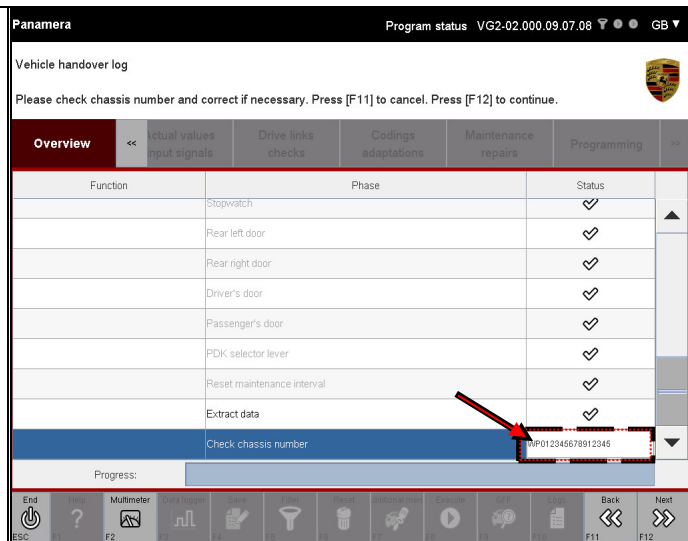 Panamera Program status VG2-02.000.09.07.08 GB
Vehicle handover log
Please check chassis number and correct if necessary. Press [F11] to cancel. Press [F12] to continue.
Overview << Actual values input signals Drive links checks Codings adaptations Maintenance repairs Programming >>
Function Phase Status
Stopwatch
Rear left door
Rear right door
Driver's door
Passenger's door
PDK selector lever
Reset maintenance interval
Extract data
Check chassis number WP012345678912345
Progress:
End Help Multimeter Data logger Save Filter Reset Additional menu Execute GFF Logs Back Next
ESC F1 F2 F3 F4 F5 F6 F7 F8 F9 F10 F11 F12